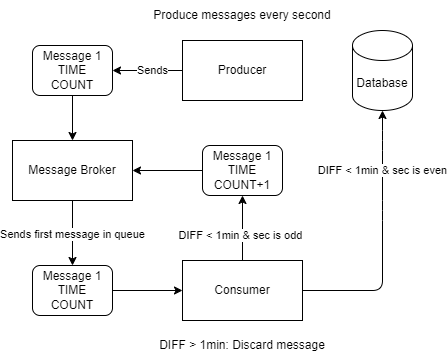 Produce messages every second
Message 1
TIME
COUNT
Sends
Producer
Database
Message Broker
Message 1
TIME
COUNT+1
DIFF < 1min & sec is even
Sends first message in queue
DIFF < 1min & sec is odd
Message 1
TIME
COUNT
Consumer
DIFF > 1min: Discard message